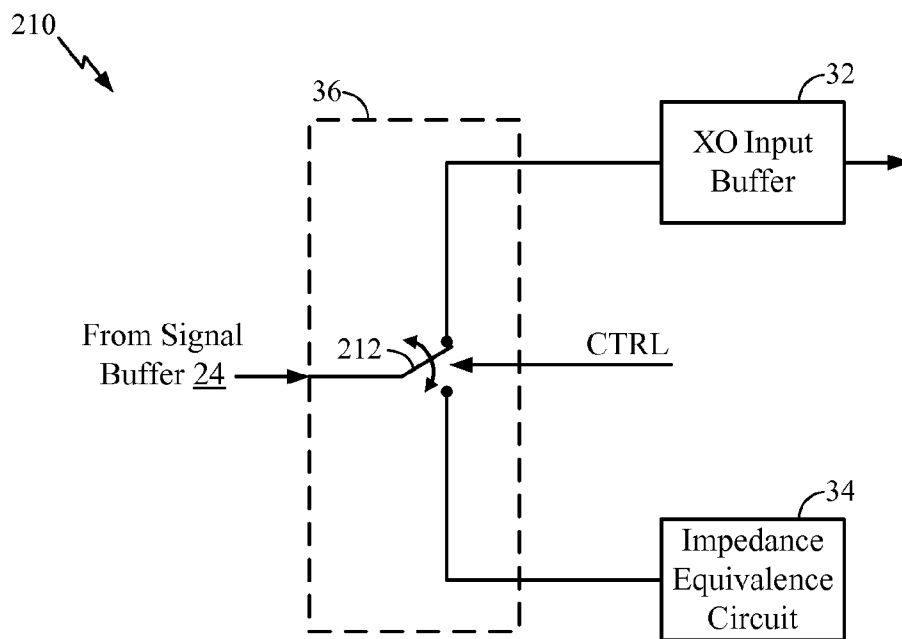 210
36
32
XO Input
Buffer
From Signal
Buffer 24
212
CTRL
34
Impedance
Equivalence
Circuit